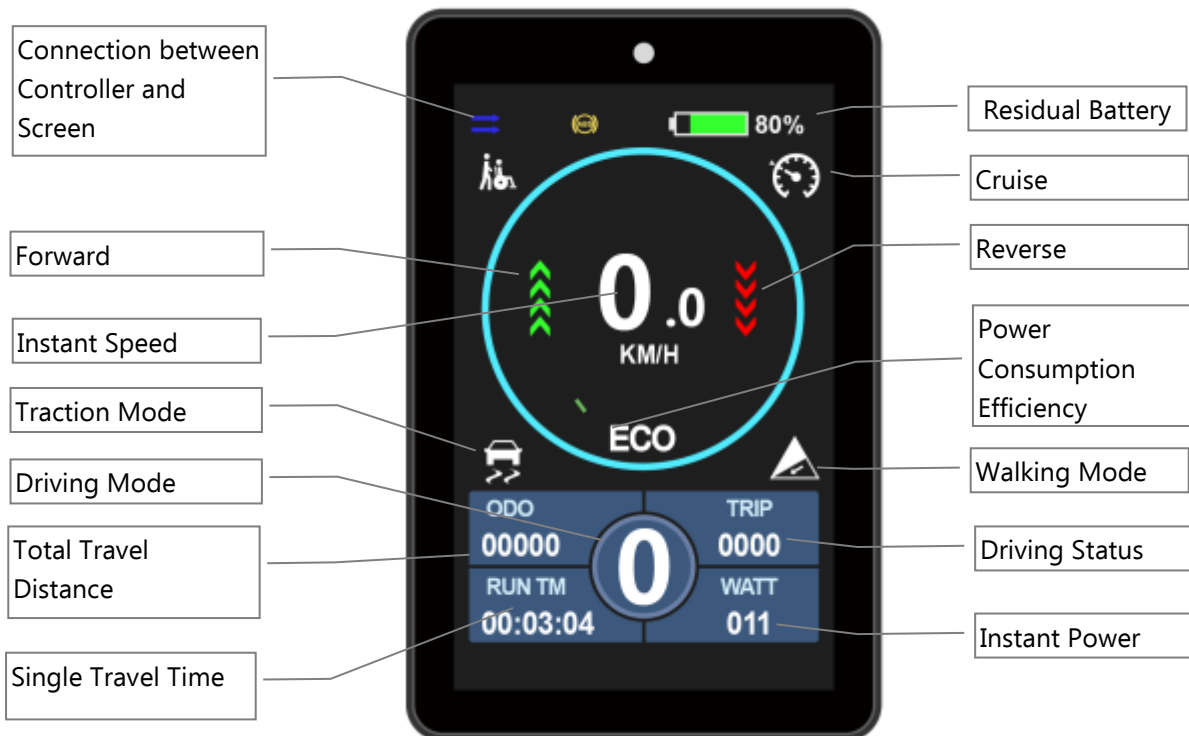 Connection between
Controller and
Screen
Forward
Instant Speed
Traction Mode
Driving Mode
Total Travel
Distance
Single Travel Time
80%
0.0
KM/H
ECO
ODO
00000
TRIP
0000
0
RUN TM
00:03:04
WATT
011
Residual Battery
Cruise
Reverse
Power
Consumption
Efficiency
Walking Mode
Driving Status
Instant Power